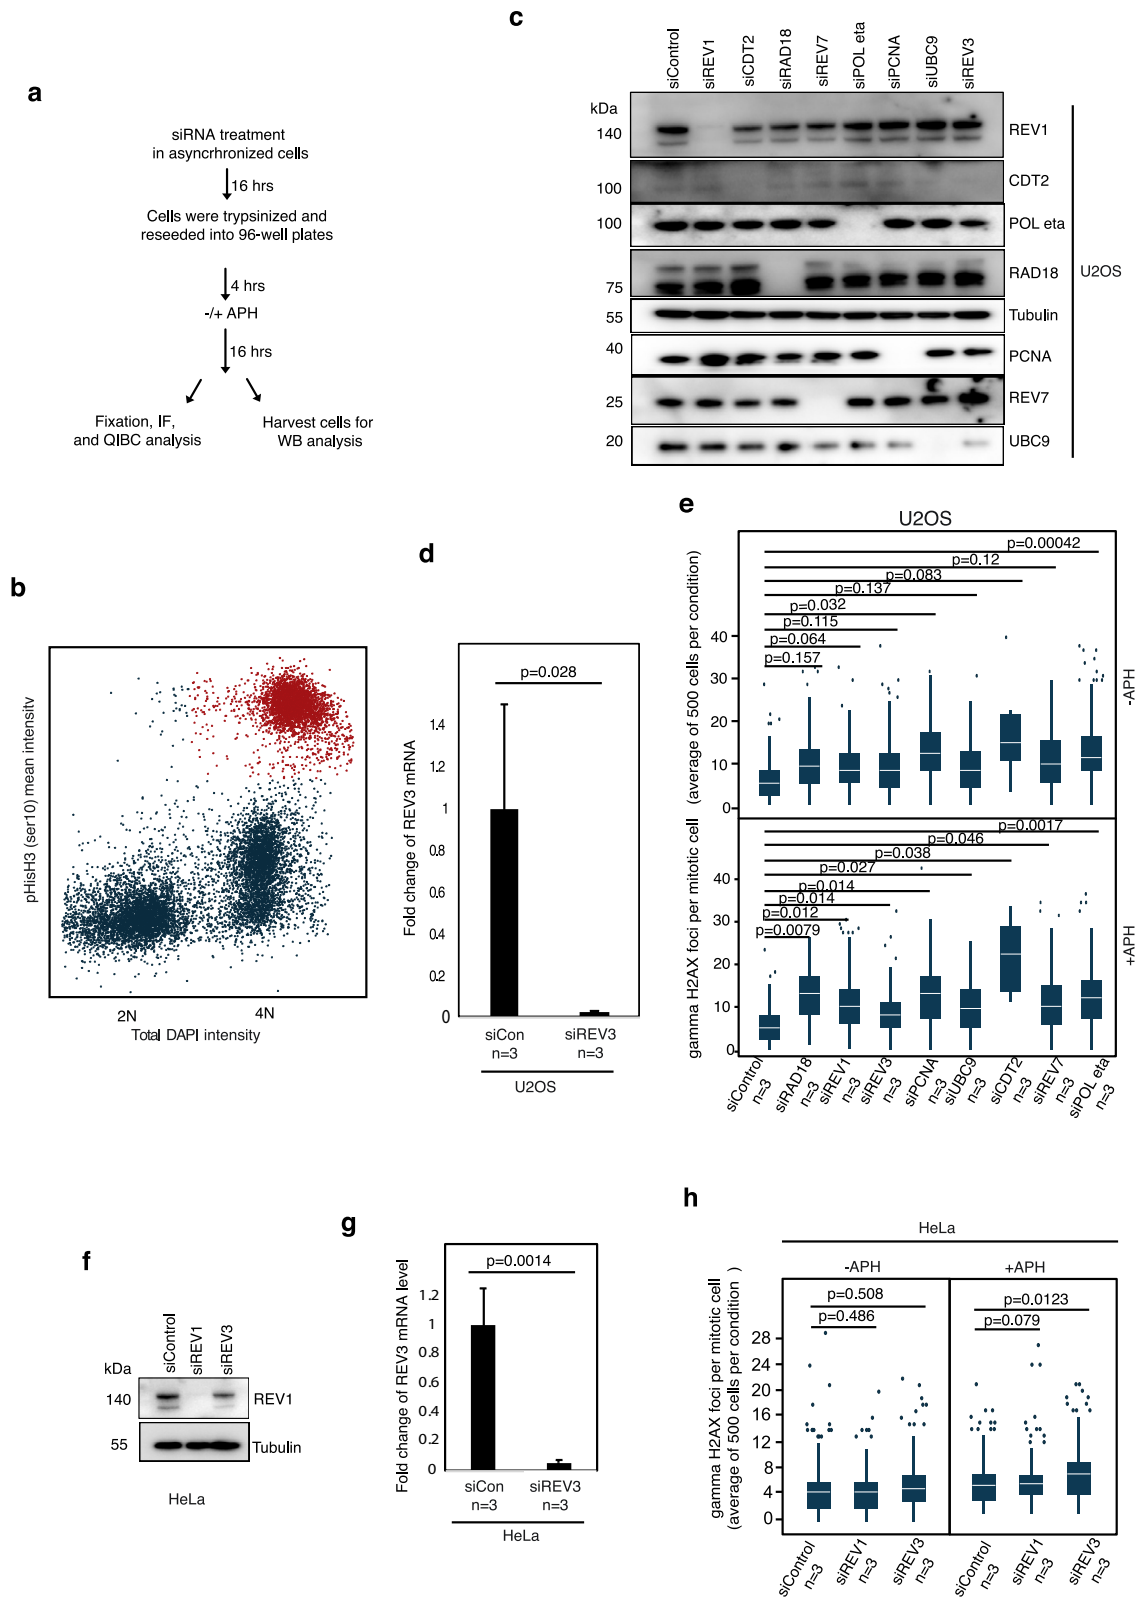 a
siRNA treatment
in asyncrhronized cells
16 hrs
Cells were trypsinized and
reseeded into 96-well plates
4 hrs
-/+ APH
16 hrs
Fixation, IF,
and QIBC analysis
Harvest cells for
WB analysis
c
siControl
siREV1
siCDT2
siRAD18
siREV7
siPOL eta
siPCNA
siUBC9
siREV3
kDa
140
REV1
100
CDT2
100
POL eta
75
RAD18
55
Tubulin
40
PCNA
25
REV7
20
UBC9
U2OS
b
pHisH3 (ser10) mean intensity
2N
4N
Total DAPI intensity
d
Fold change of REV3 mRNA
p=0.028
1.4
1.2
1
0.8
0.6
0.4
0.2
0
siCon
n=3
siREV3
n=3
U2OS
e
U2OS
gamma H2AX foci per mitotic cell
(average of 500 cells per condition)
p=0.00042
p=0.12
p=0.083
p=0.137
p=0.032
p=0.115
p=0.064
p=0.157
40
30
20
10
0
-APH
p=0.0017
p=0.046
p=0.038
p=0.027
p=0.014
p=0.014
p=0.012
p=0.0079
40
30
20
10
0
+APH
siControl
n=3
siRAD18
n=3
siREV1
n=3
siREV3
n=3
siPCNA
n=3
siUBC9
n=3
siCDT2
n=3
siREV7
n=3
siPOL eta
n=3
f
siControl
siREV1
siREV3
kDa
140
REV1
55
Tubulin
HeLa
g
Fold change of REV3 mRNA level
p=0.0014
1.2
1
0.8
0.6
0.4
0.2
0
siCon
n=3
siREV3
n=3
HeLa
h
HeLa
-APH
+APH
gamma H2AX foci per mitotic cell
(average of 500 cells per condition )
p=0.508
p=0.486
p=0.0123
p=0.079
28
24
20
16
12
8
4
0
siControl
n=3
siREV1
n=3
siREV3
n=3
siControl
n=3
siREV1
n=3
siREV3
n=3